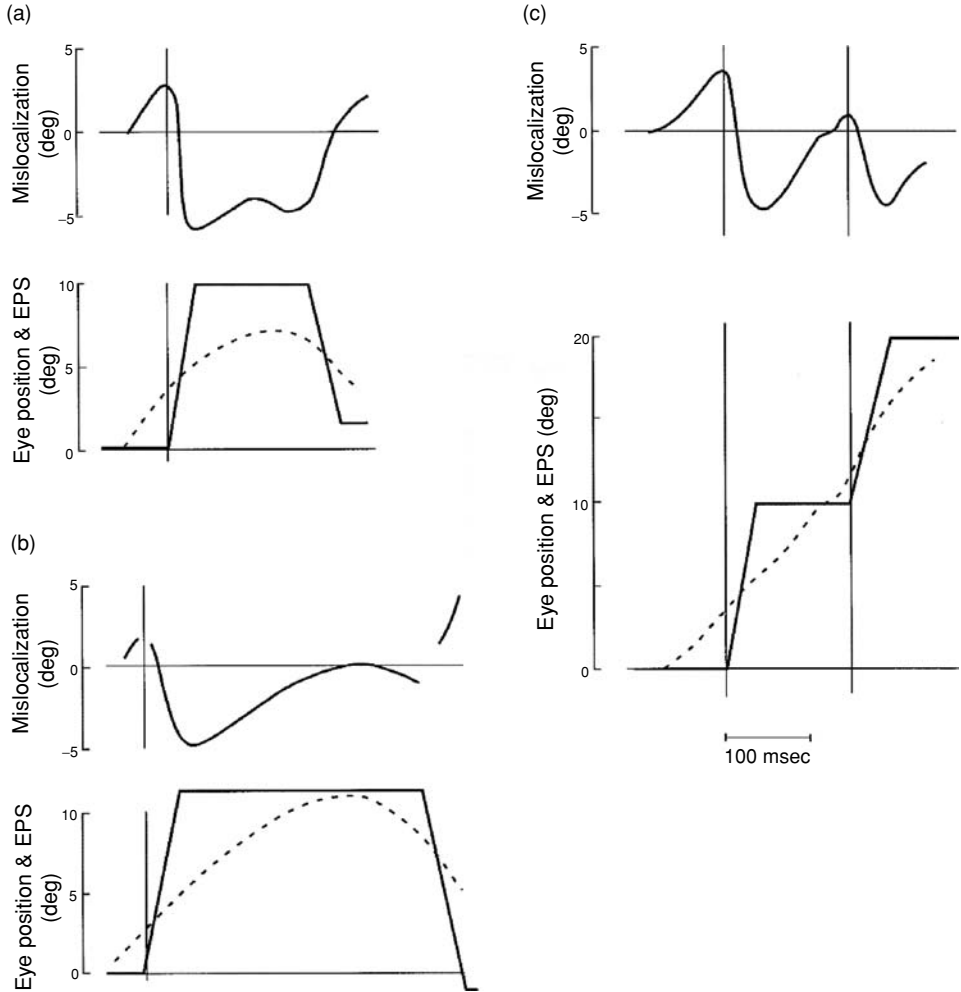 (a)
Mislocalization
(deg)
5
0
−5
Eye position & EPS
(deg)
10
5
0
(b)
Mislocalization
(deg)
5
0
−5
Eye position & EPS
(deg)
10
5
0
(c)
Mislocalization
(deg)
5
0
−5
Eye position & EPS (deg)
20
10
0
100 msec